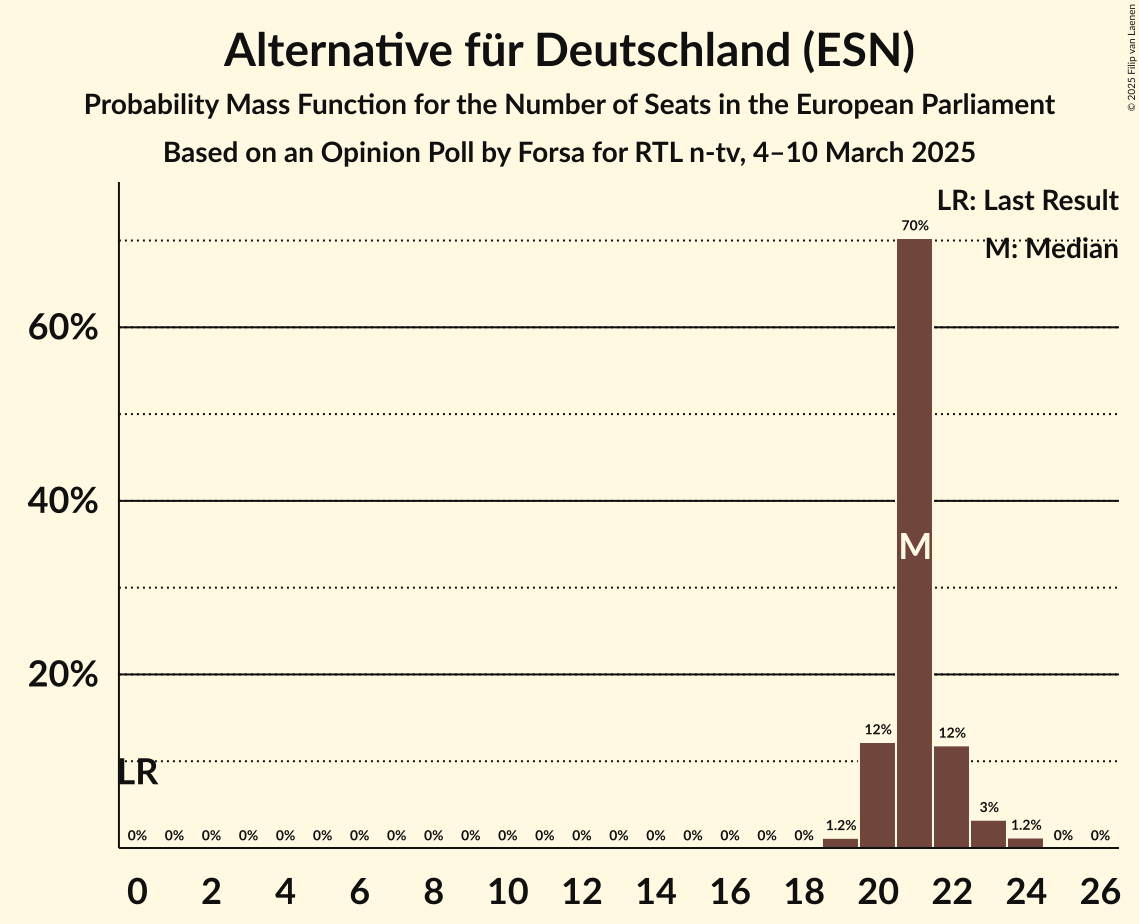 Alternative für Deutschland (ESN)
Probability Mass Function for the Number of Seats in the European Parliament
Based on an Opinion Poll by Forsa for RTL n-tv, 4–10 March 2025
© 2025 Filip van Laenen
LR: Last Result
M: Median
70%
60%
40%
M
20%
12% 12%
LR
0% 0% 0% 0% 0% 0% 0% 0% 0% 0% 0% 0% 0% 0% 0% 0% 0% 0% 0% 1.2% 3% 1.2% 0% 0%
0 2 4 6 8 10 12 14 16 18 20 22 24 26